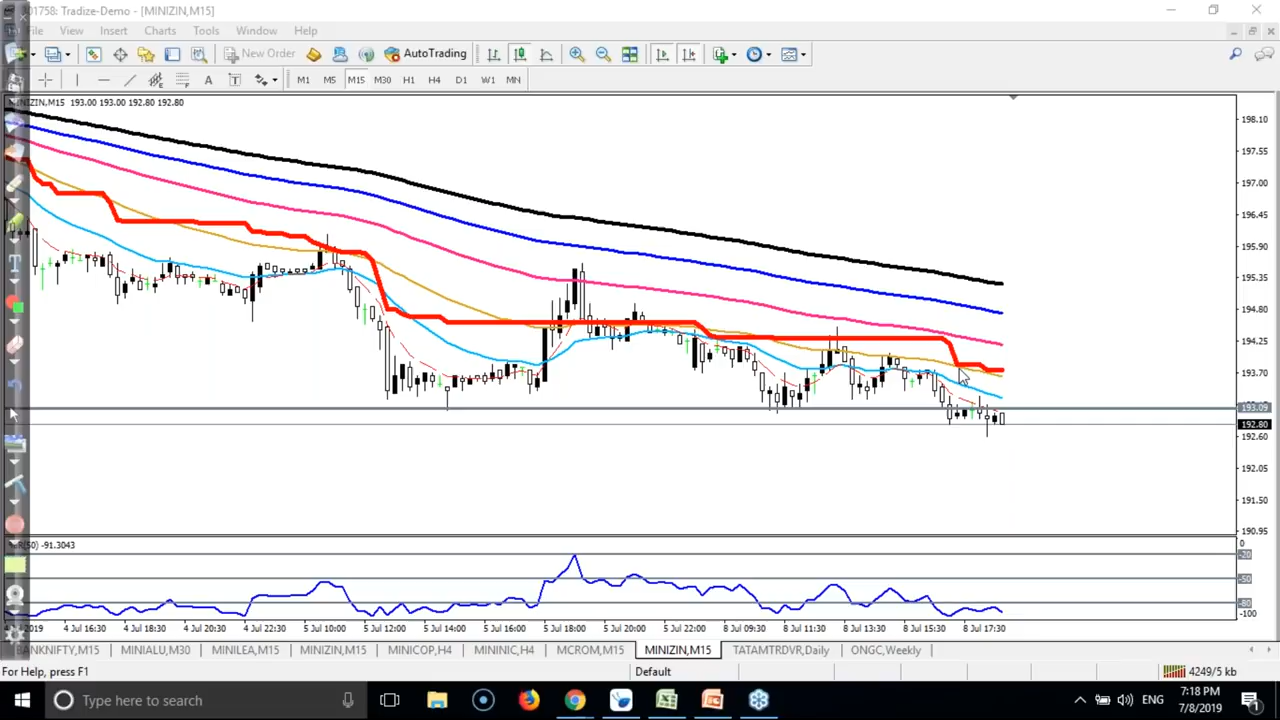 301758: Tradize-Demo - [MINIZIN,M15]
File View Insert Charts Tools Window Help
New Order AutoTrading
A T M1 M5 M15 M30 H1 H4 D1 W1 MN
MINIZIN,M15 193.00 193.00 192.80 192.80
198.10
197.55
197.00
196.45
195.90
195.35
194.80
194.25
193.70
193.09
192.80
192.60
192.05
191.50
190.95
%R(50) -91.3043
0
-20
-50
-80
-100
2019 4 Jul 16:30 4 Jul 18:30 4 Jul 20:30 4 Jul 22:30 5 Jul 10:00 5 Jul 12:00 5 Jul 14:00 5 Jul 16:00 5 Jul 18:00 5 Jul 20:00 5 Jul 22:00 8 Jul 09:30 8 Jul 11:30 8 Jul 13:30 8 Jul 15:30 8 Jul 17:30
BANKNIFTY,M15 MINIALU,M30 MINILEA,M15 MINIZIN,M15 MINICOP,H4 MININIC,H4 MCROM,M15 MINIZIN,M15 TATAMTRDVR,Daily ONGC,Weekly
For Help, press F1 Default 4249/5 kb
Type here to search
ENG
7:18 PM
7/8/2019
1